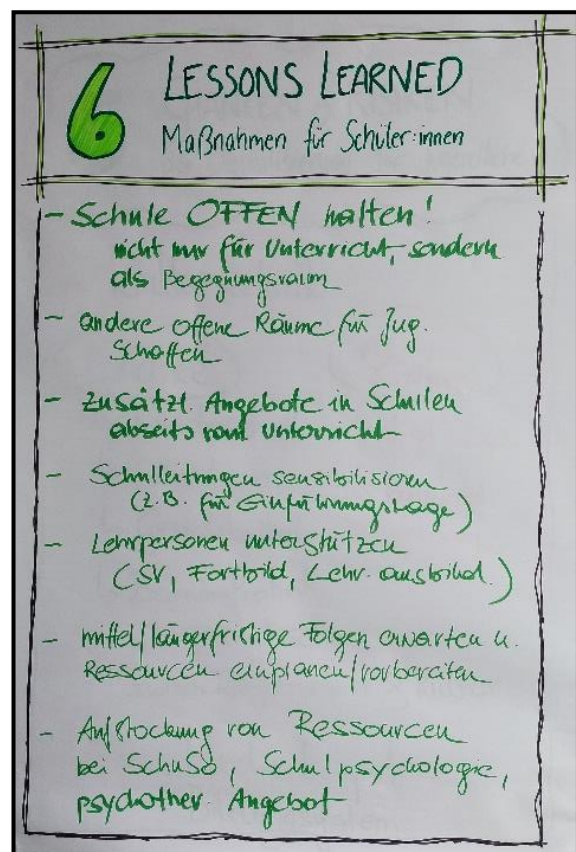 6
LESSONS LEARNED
Maßnahmen für Schüler:innen
- Schule OFFEN halten!
nicht nur für Unterricht, sondern
als Begegnungsraum
- andere offene Räume für Jug.
schaffen
- zusätzl. Angebote in Schulen
abseits vom Unterricht
- Schulleitungen sensibilisieren
(z.B. für Einführungstage)
- Lehrpersonen unterstützen
(SV, Fortbild, Lehr. ausbild.)
- mittel/längerfristige Folgen erwarten u.
Ressourcen einplanen/vorbereiten
- Aufstockung von Ressourcen
bei SchuSo, Schulpsychologie,
psychother. Angebot